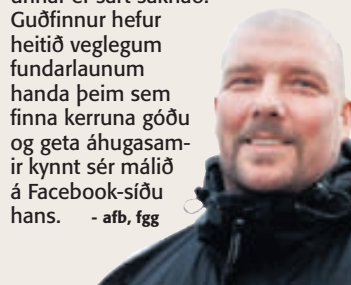 Guðfinnur hefur
heitið veglegum
fundarlaunum
handa þeim sem
finna kerruna góðu
og geta áhugasam-
ir kynnt sér málið
á Facebook-síðu
hans. - afb, fgg